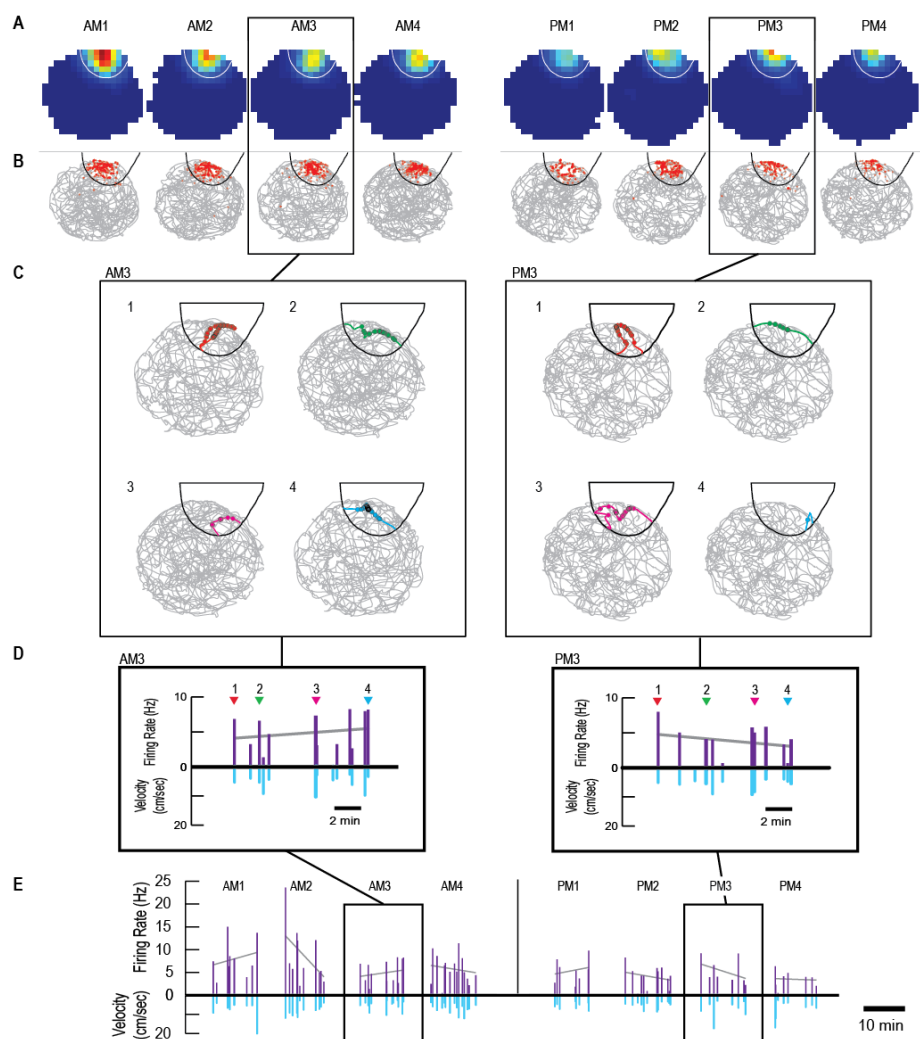 A
AM1 AM2 AM3 AM4 PM1 PM2 PM3 PM4
B
C
AM3 PM3
1 2 1 2
3 4 3 4
D
AM3 PM3
10 1 2 3 4 10 1 2 3 4
Firing Rate (Hz) Firing Rate (Hz)
0 0
Velocity (cm/sec) Velocity (cm/sec)
20 2 min 20 2 min
E
25 AM1 AM2 AM3 AM4 PM1 PM2 PM3 PM4
20
15
10
5
0
20
Firing Rate (Hz)
Velocity (cm/sec)
10 min